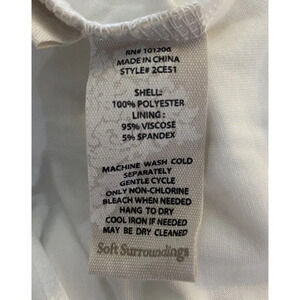 RN# 101206
MADE IN CHINA
STYLE# 2CE51
SHELL:
100% POLYESTER
LINING:
95% VISCOSE
5% SPANDEX
MACHINE WASH COLD
SEPARATELY
GENTLE CYCLE
ONLY NON-CHLORINE
BLEACH WHEN NEEDED
HANG TO DRY
COOL IRON IF NEEDED
MAY BE DRY CLEANED
Soft Surroundings